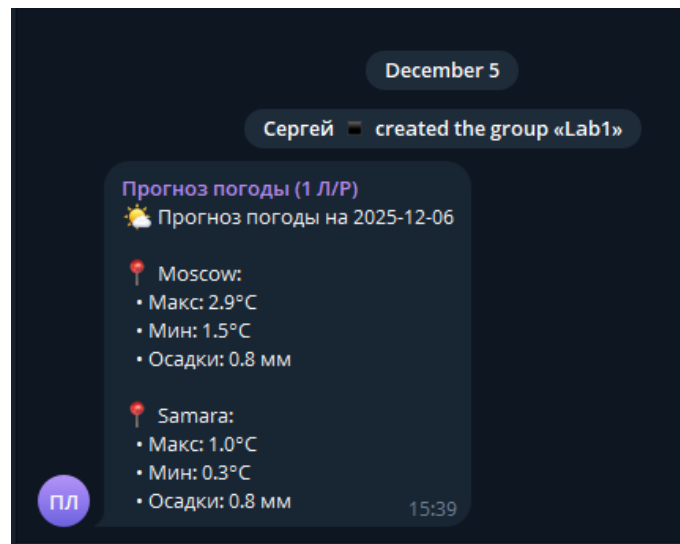 December 5
Сергей created the group «Lab1»
Прогноз погоды (1 Л/Р)
Прогноз погоды на 2025-12-06
Moscow:
• Макс: 2.9°C
• Мин: 1.5°C
• Осадки: 0.8 мм
Samara:
• Макс: 1.0°C
• Мин: 0.3°C
• Осадки: 0.8 мм
15:39
ПЛ